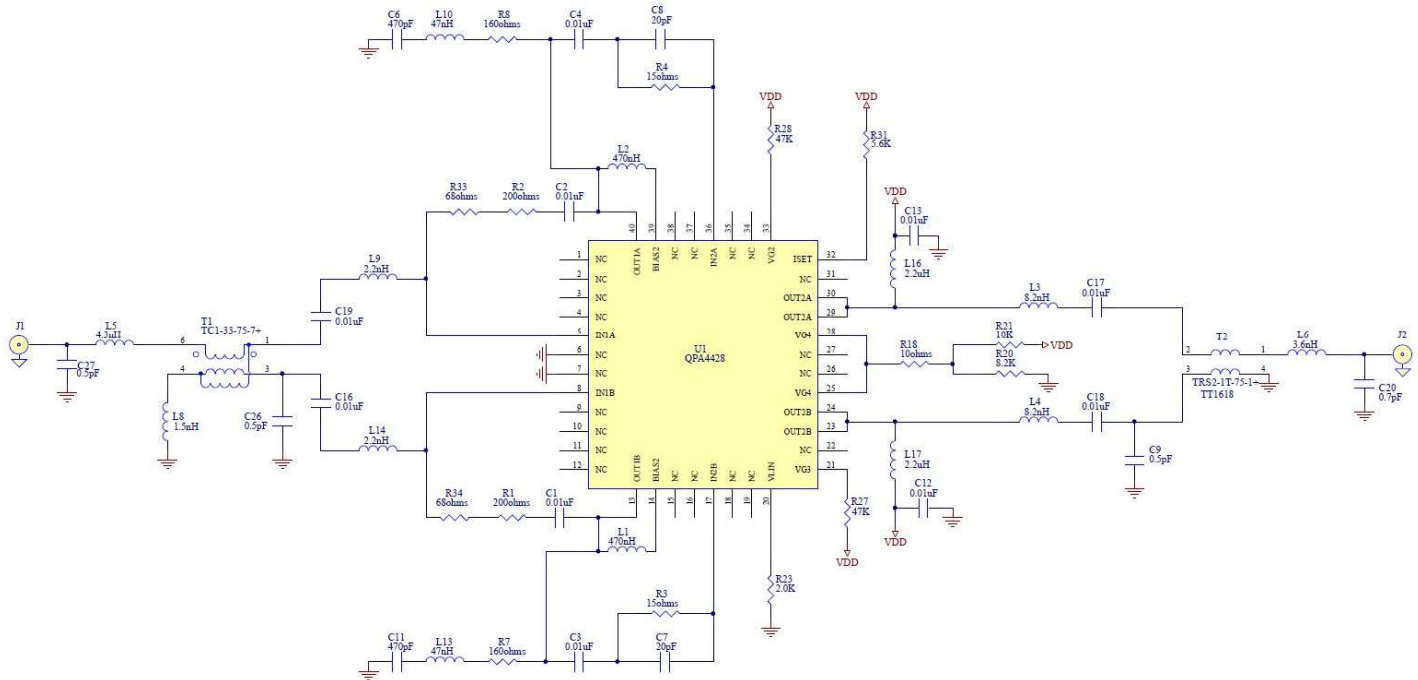 C6
470pF
L10
47nH
R8
160ohms
C4
0.01uF
C8
20pF
R4
15ohms
VDD
R28
47K
VDD
R31
5.6K
L2
470nH
R33
68ohms
R2
200ohms
C2
0.01uF
VDD
C13
0.01uF
L16
2.2uH
40
39
38
37
36
35
34
33
OUT1A
BIAS2
NC
NC
IN2A
NC
NC
VG2
1
NC
2
NC
3
NC
4
NC
5
IN1A
6
NC
7
NC
8
IN1B
9
NC
10
NC
11
NC
12
NC
U1
QPA4428
ISET
32
NC
31
OUT2A
30
OUT2A
29
VG4
28
NC
27
NC
26
VG4
25
OUT2B
24
OUT2B
23
NC
22
VG3
21
OUT1B
BIAS2
NC
NC
IN2B
NC
NC
VLIN
13
14
15
16
17
18
19
20
L9
2.2nH
C19
0.01uF
J1
L5
T1
TC1-33-75-7+
6
1
4
3
C27
0.5pF
L8
1.5nH
C26
0.5pF
C16
0.01uF
L14
2.2nH
R34
68ohms
R1
200ohms
C1
0.01uF
L1
470nH
R3
15ohms
C11
470pF
L13
47nH
R7
160ohms
C3
0.01uF
C7
20pF
R23
2.0K
R27
47K
VDD
L3
8.2nH
C17
0.01uF
R18
10ohms
R21
10K
VDD
R20
8.2K
T2
2
1
3
4
TRS2-1T-75-1+
TT1618
L6
3.6nH
J2
C20
0.7pF
L4
8.2nH
C18
0.01uF
C9
0.5pF
L17
2.2uH
C12
0.01uF
VDD